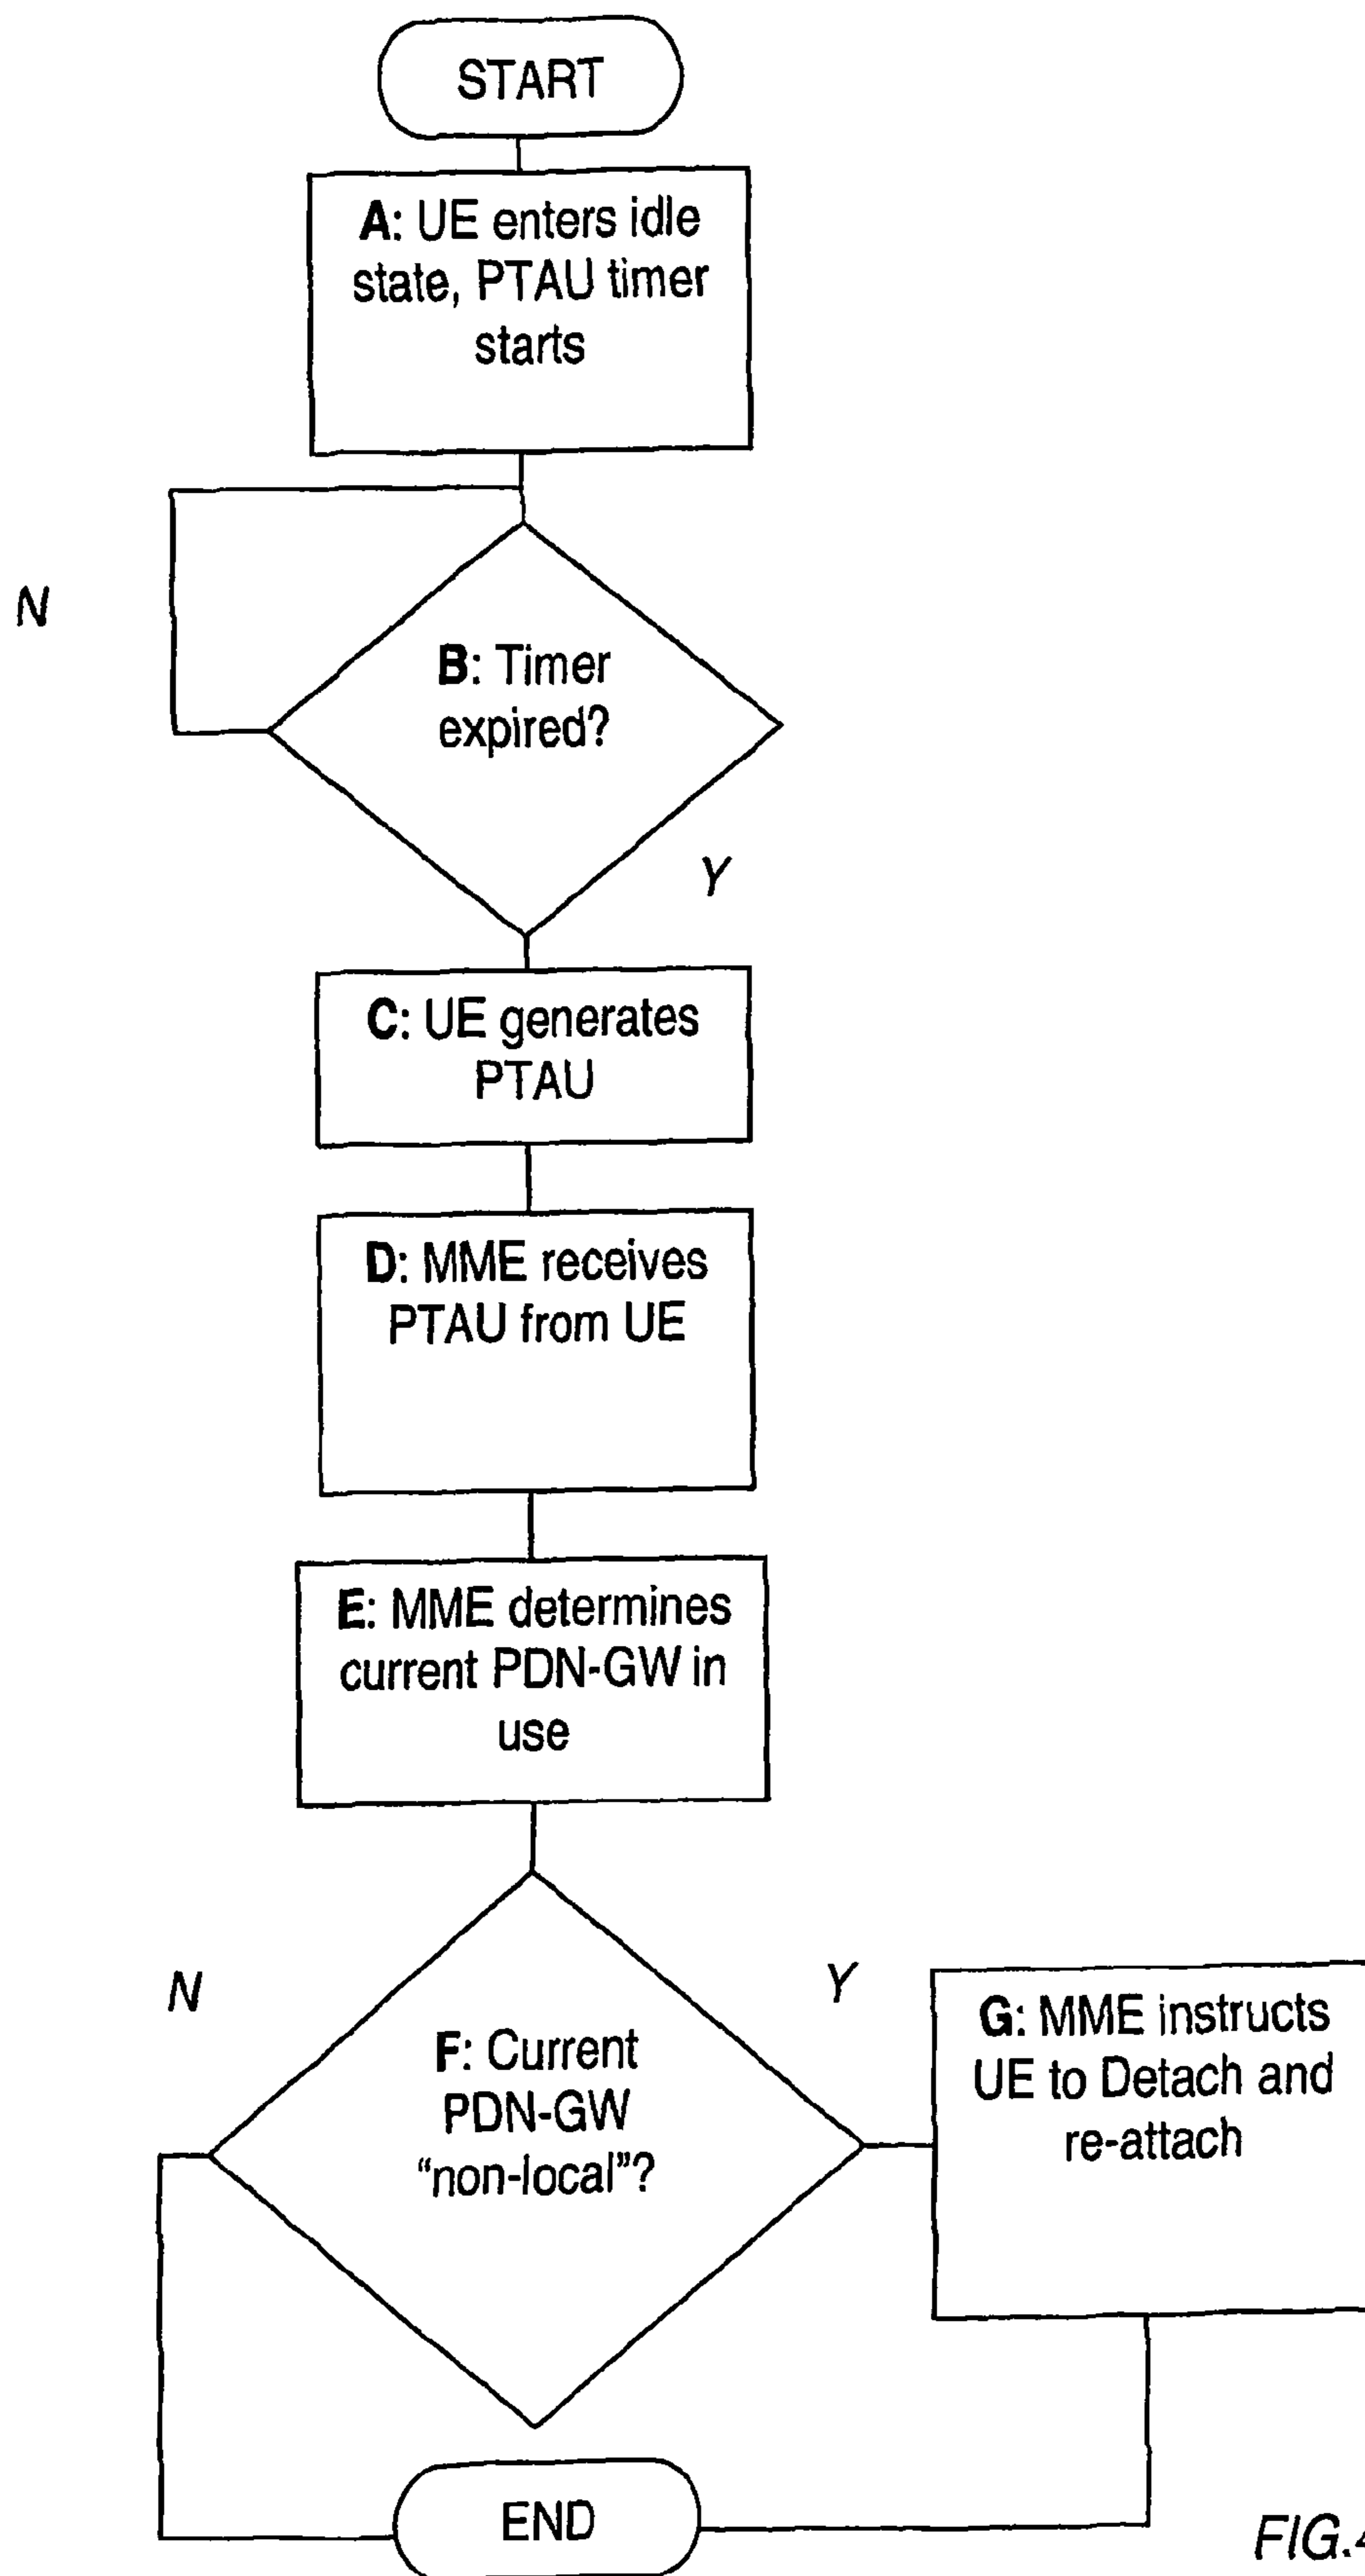 START
A: UE enters idle
state, PTAU timer
starts
N
B: Timer
expired?
Y
C: UE generates
PTAU
D: MME receives
PTAU from UE
E: MME determines
current PDN-GW in
use
N
Y
F: Current
PDN-GW
“non-local”?
G: MME instructs
UE to Detach and
re-attach
END
FIG.4